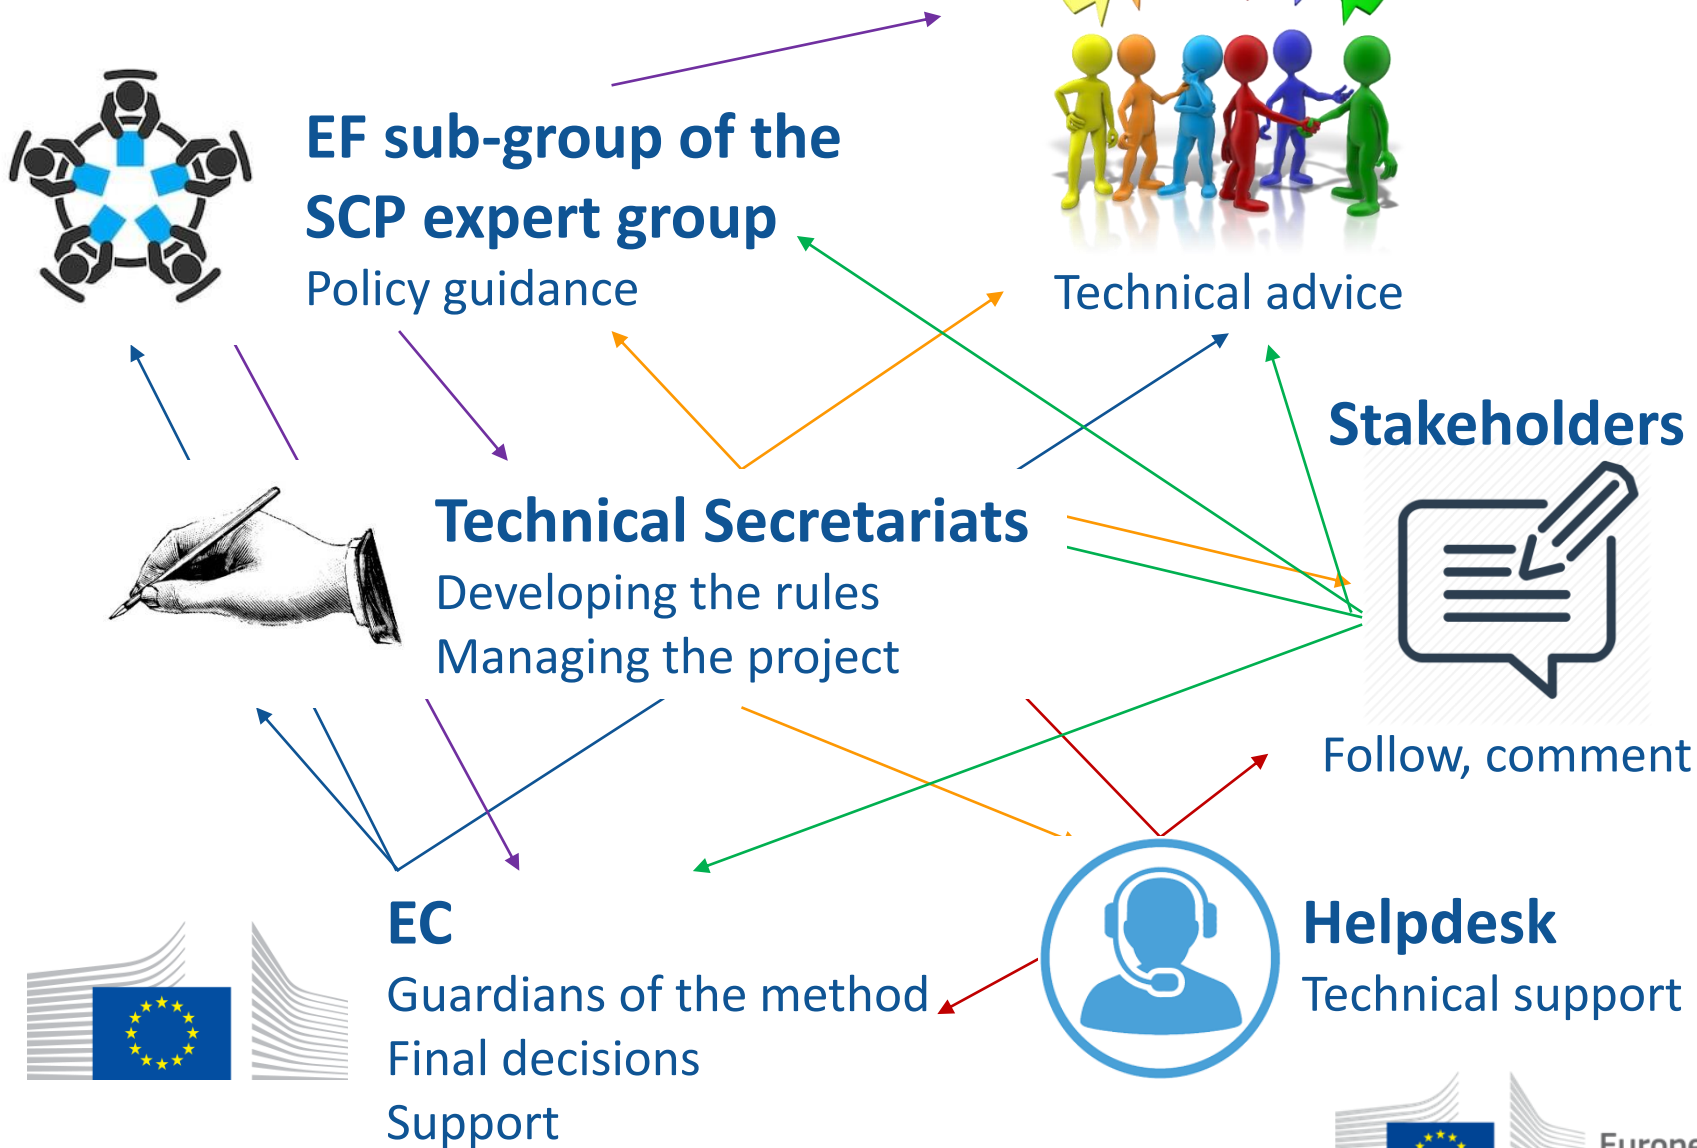 EF sub-group of the
SCP expert group
Policy guidance
Technical advice
Stakeholders
Technical Secretariats
Developing the rules
Managing the project
Follow, comment
EC
Guardians of the method
Final decisions
Support
Helpdesk
Technical support